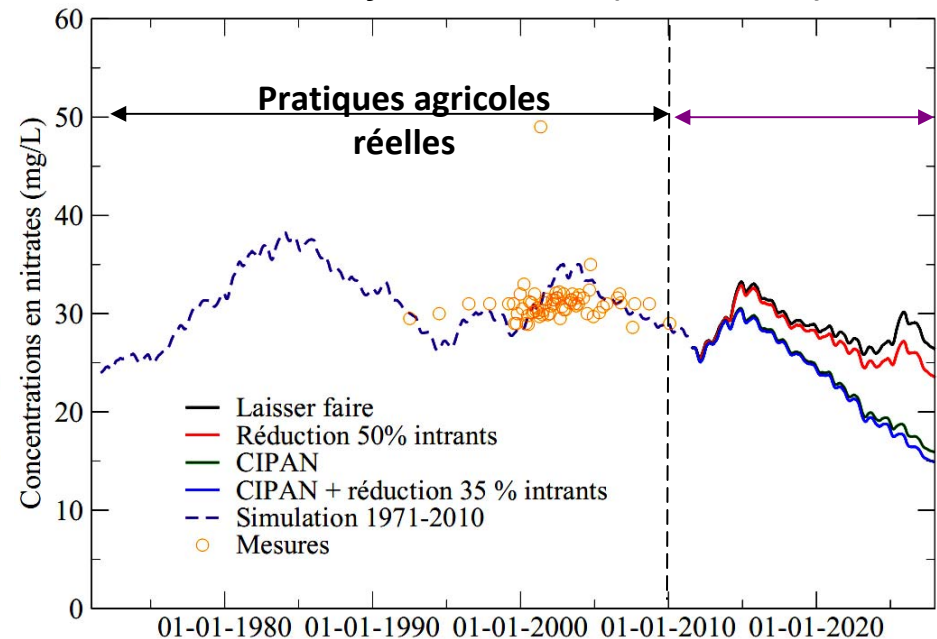 60
Pratiques agricoles
50
réelles
Concentrations en nitrates (mg/L)
40
30
20
10
0
Laisser faire
Réduction 50% intrants
CIPAN
CIPAN + réduction 35 % intrants
Simulation 1971-2010
Mesures
01-01-1980 01-01-1990 01-01-2000 01-01-2010 01-01-2020